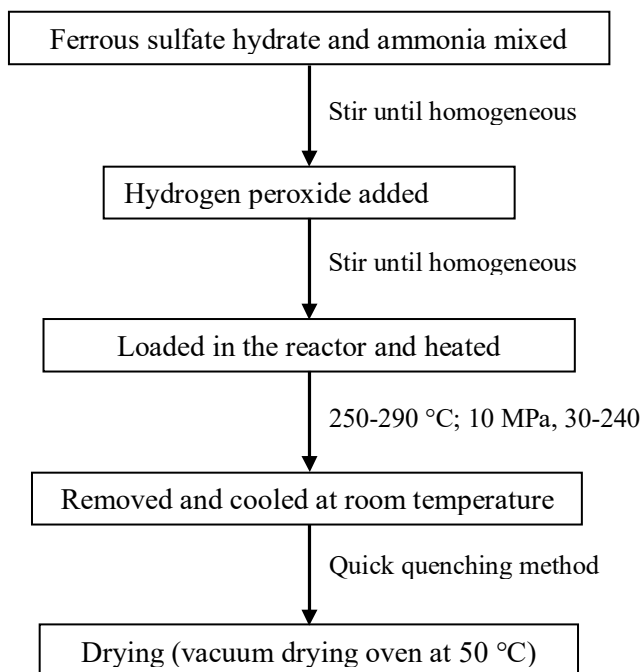 Ferrous sulfate hydrate and ammonia mixed
Stir until homogeneous
Hydrogen peroxide added
Stir until homogeneous
Loaded in the reactor and heated
250-290 °C; 10 MPa, 30-240
Removed and cooled at room temperature
Quick quenching method
Drying (vacuum drying oven at 50 °C)